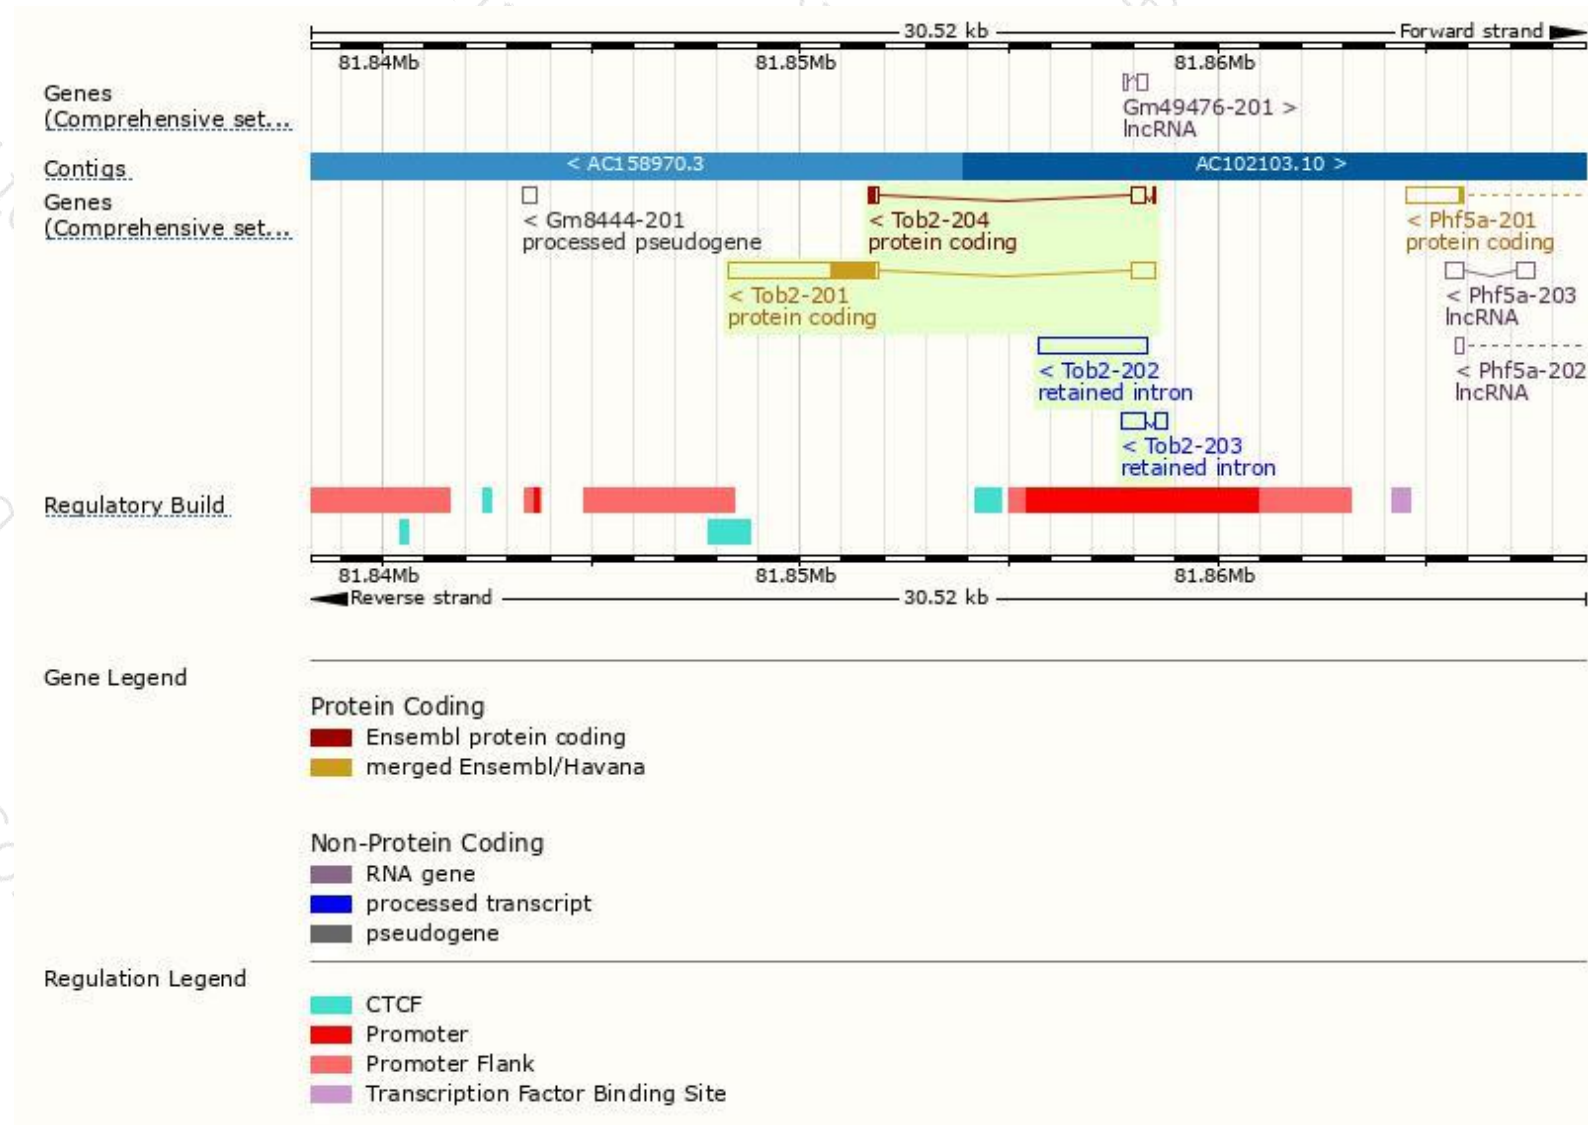 30.52 kb
Forward strand
81.84Mb 81.85Mb 81.86Mb
Genes
(Comprehensive set...
Gm49476-201 >
lncRNA
Contigs
< AC158970.3
AC102103.10 >
Genes
(Comprehensive set...
< Gm8444-201
processed pseudogene
< Tob2-204
protein coding
< Phf5a-201
protein coding
< Tob2-201
protein coding
< Phf5a-203
lncRNA
< Tob2-202
retained intron
< Phf5a-202
lncRNA
< Tob2-203
retained intron
Regulatory Build
81.84Mb 81.85Mb 81.86Mb
Reverse strand
30.52 kb
Gene Legend
Protein Coding
Ensembl protein coding
merged Ensembl/Havana
Non-Protein Coding
RNA gene
processed transcript
pseudogene
Regulation Legend
CTCF
Promoter
Promoter Flank
Transcription Factor Binding Site